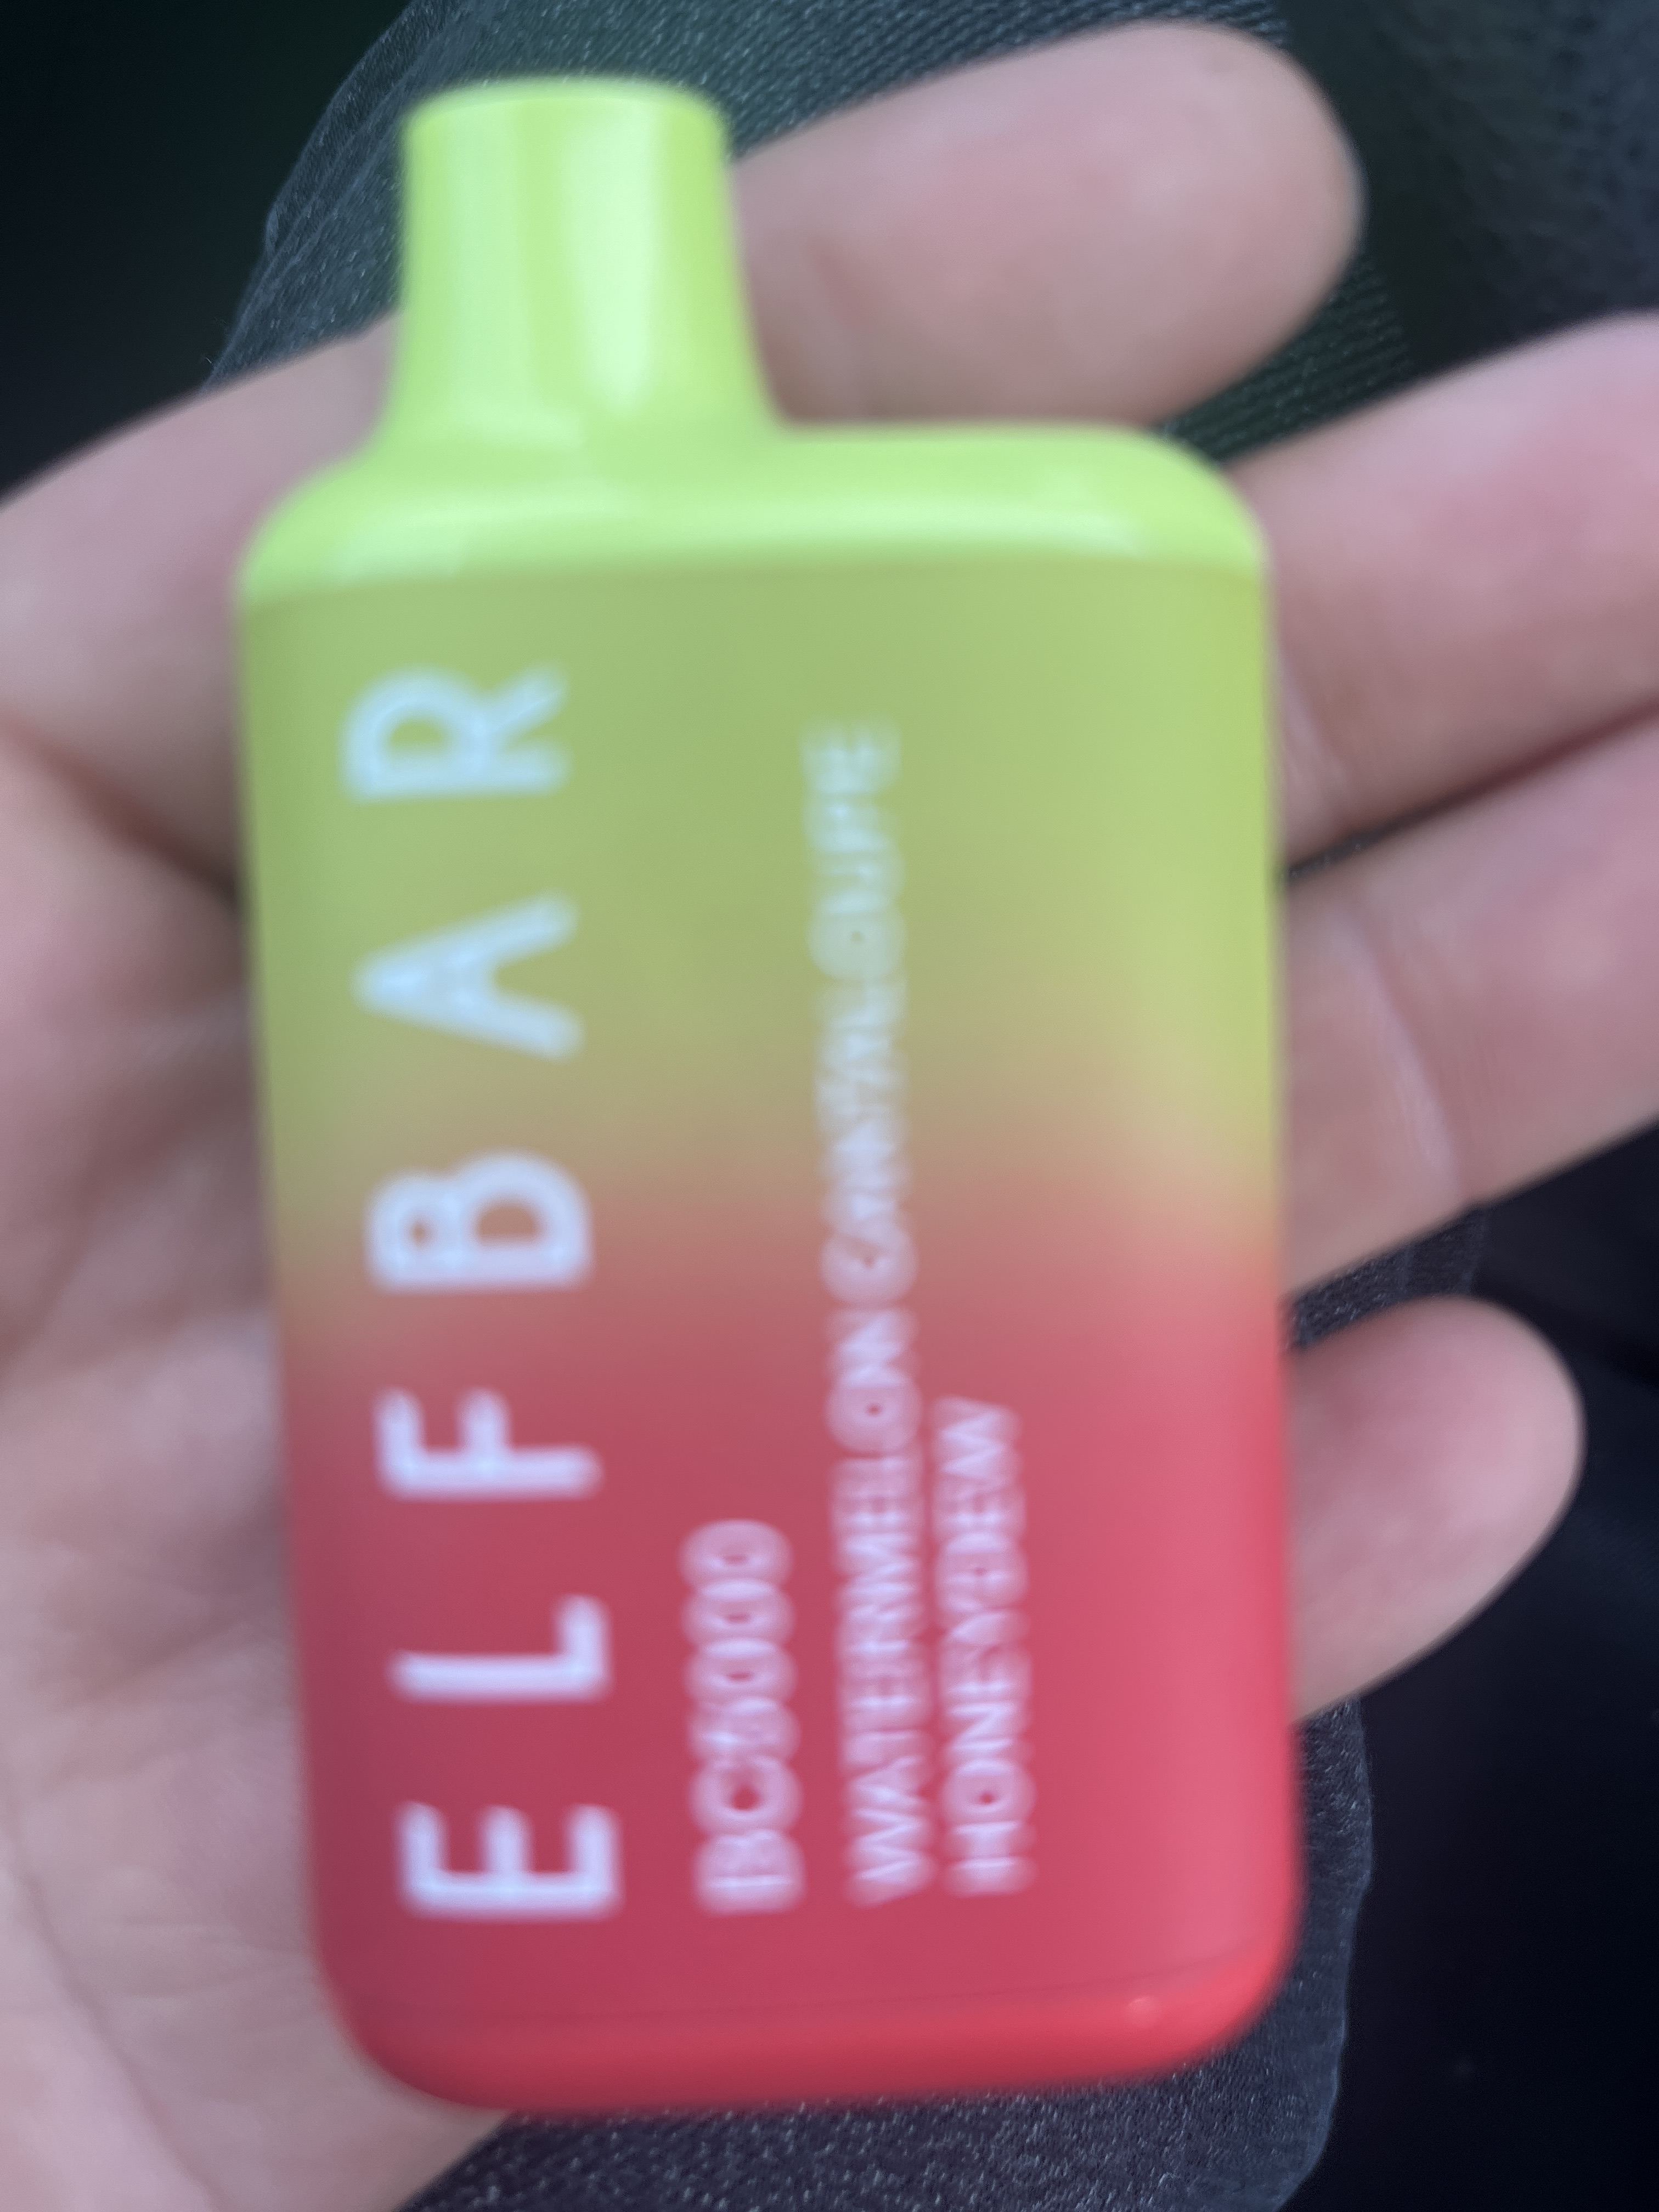 ELFBAR
BC5000
WATERMELON CANTALOUPE
HONEYDEW